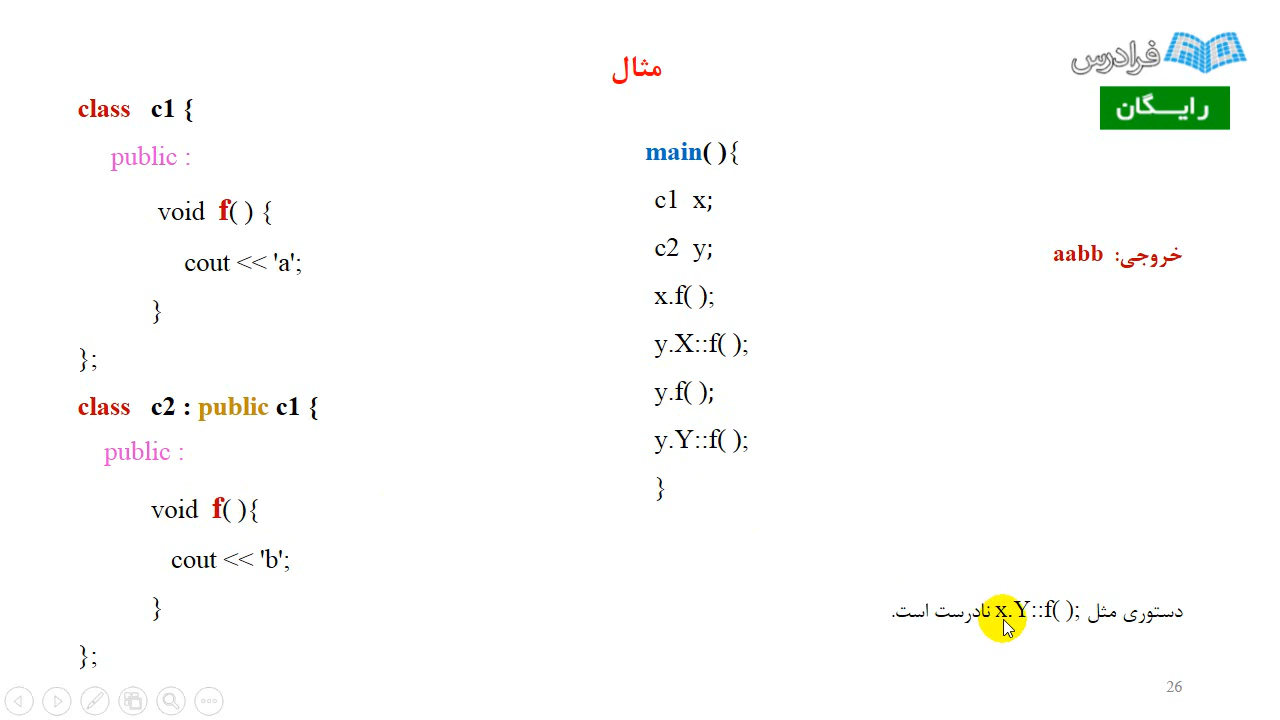 فرادرس
رایـــگان
مثال
class c1 {
public :
void f( ) {
cout << 'a';
}
};
class c2 : public c1 {
public :
void f( ){
cout << 'b';
}
};
main( ){
c1 x;
c2 y;
x.f( );
y.X::f( );
y.f( );
y.Y::f( );
}
خروجی: aabb
دستوری مثل x.Y::f( ); نادرست است.
26